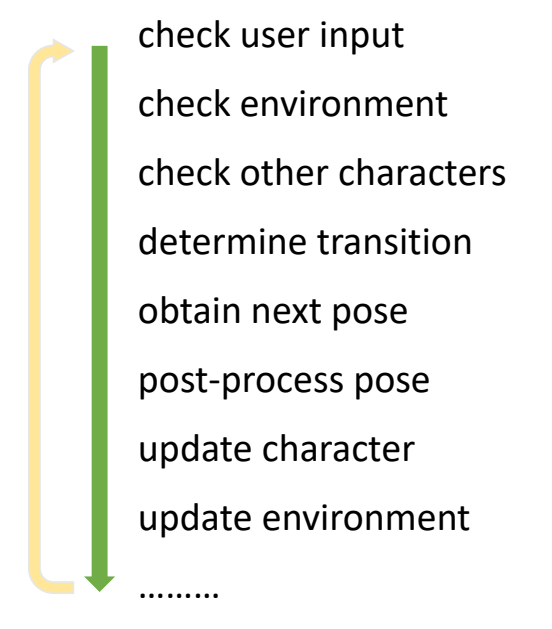 check user input
check environment
check other characters
determine transition
obtain next pose
post-process pose
update character
update environment
………